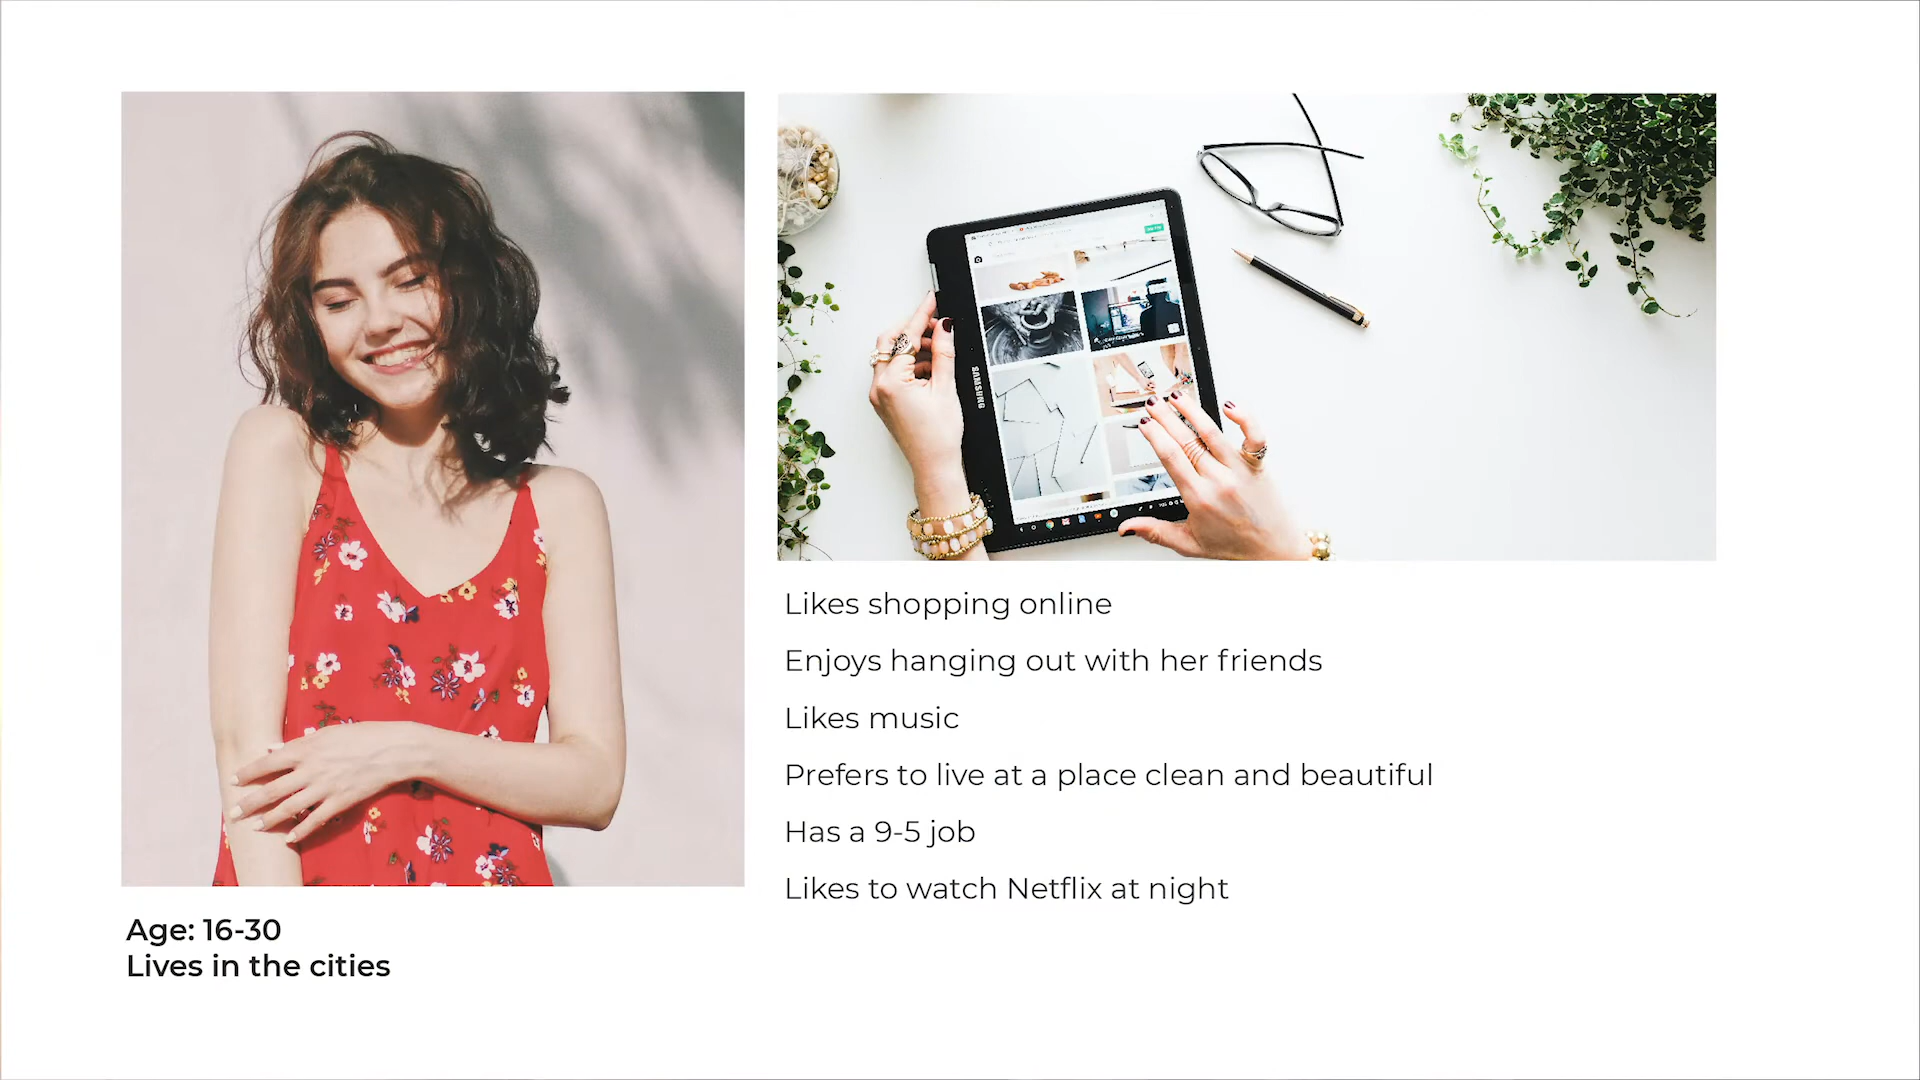 SAMSUNG
Likes shopping online
Enjoys hanging out with her friends
Likes music
Prefers to live at a place clean and beautiful
Has a 9-5 job
Likes to watch Netflix at night
Age: 16-30
Lives in the cities